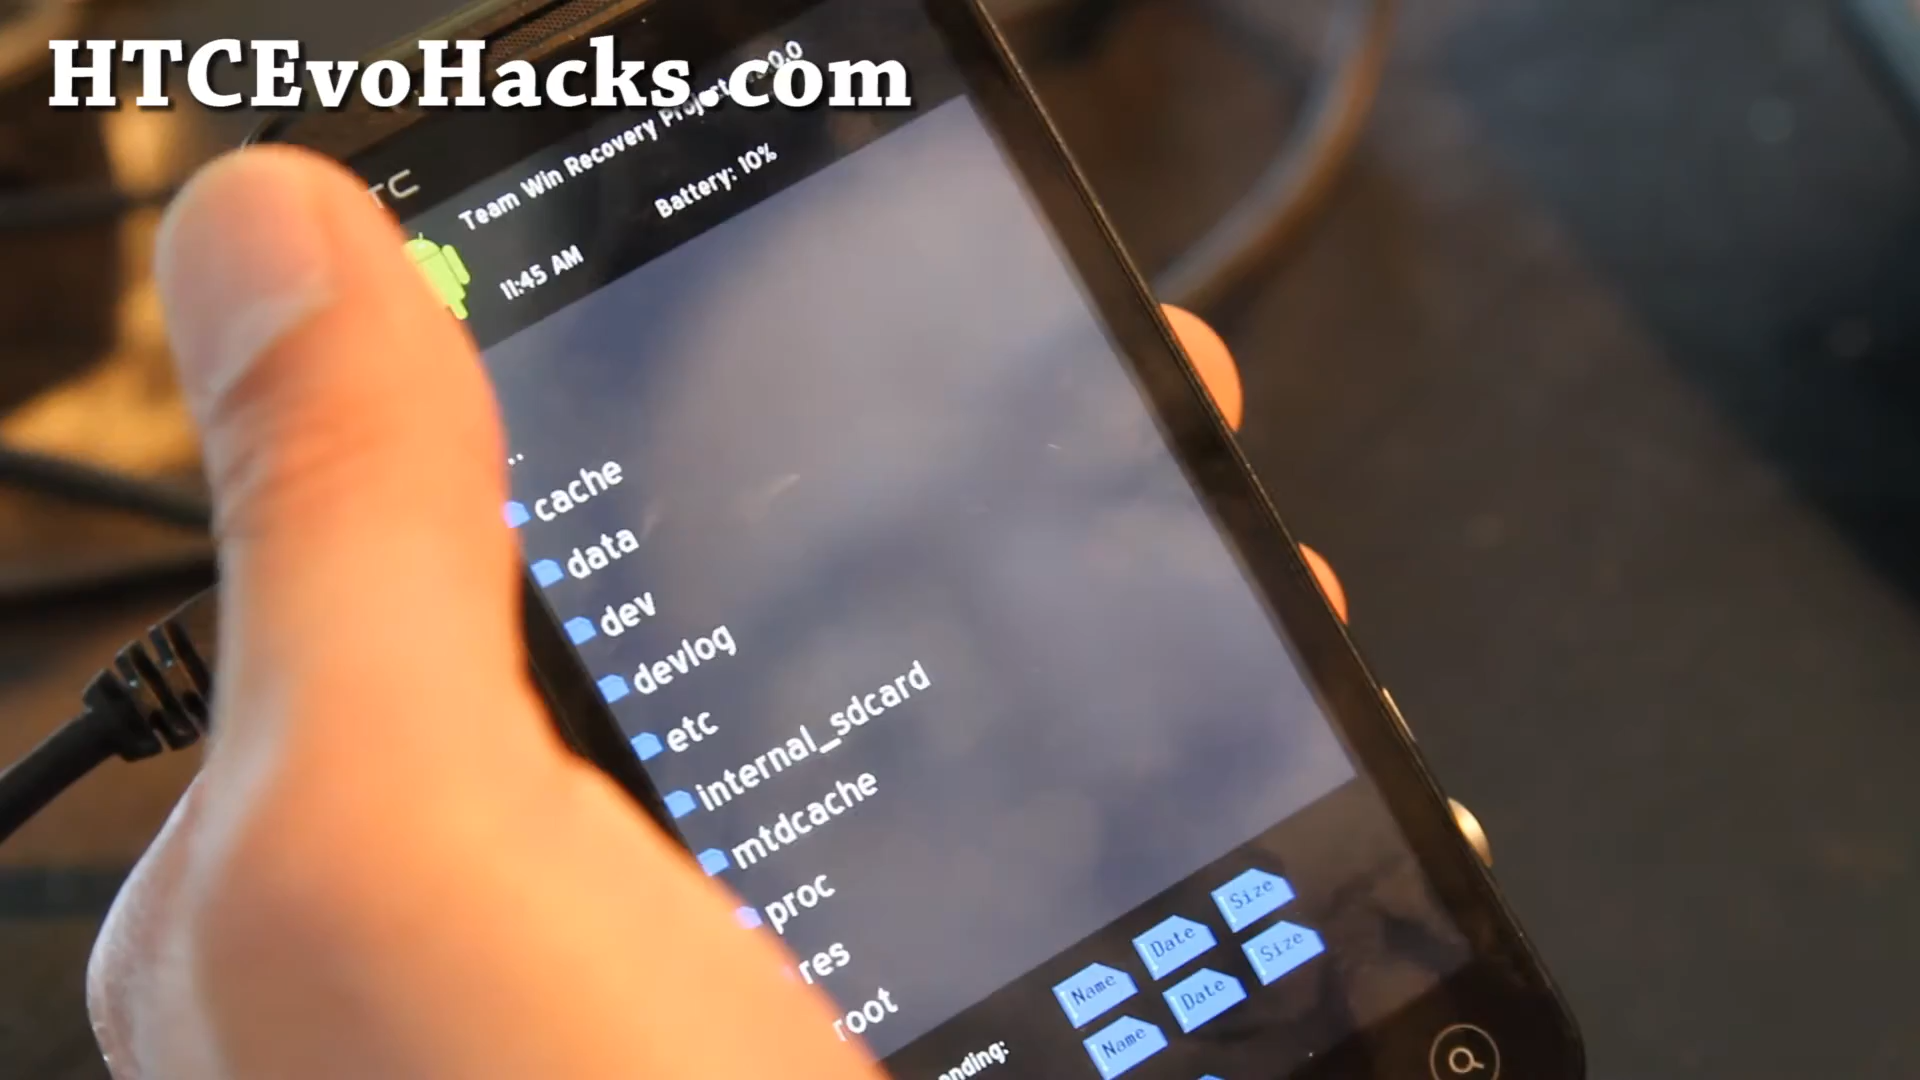 HTCEvoHacks.com
Team Win Recovery Project
Battery: 10%
11:45 AM
..
cache
data
dev
devlog
etc
internal_sdcard
mtdcache
proc
res
root
Name Date Size
Name Date Size